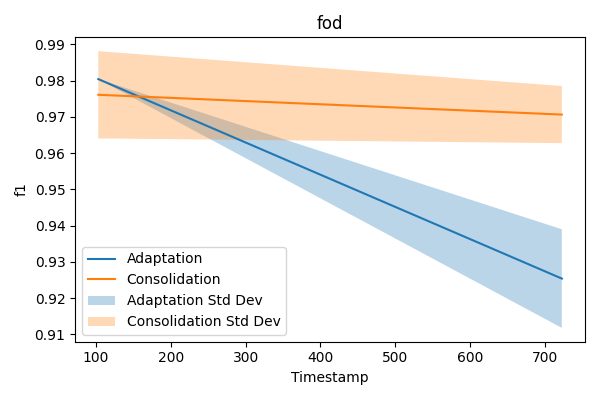 fod
0.99
0.98
0.97
0.96
0.95
0.94
0.93
0.92
0.91
f1
Adaptation
Consolidation
Adaptation Std Dev
Consolidation Std Dev
100 200 300 400 500 600 700
Timestamp